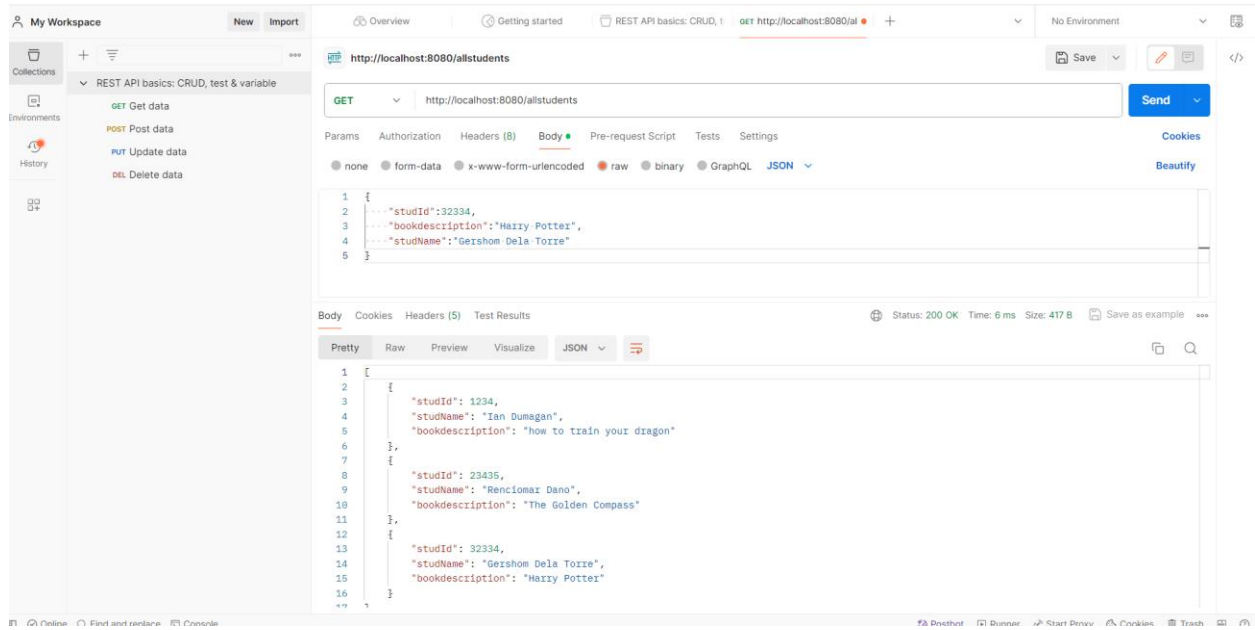 My Workspace
New Import
Overview
Getting started
REST API basics: CRUD, t
GET http://localhost:8080/al
No Environment
Collections
Environments
History
REST API basics: CRUD, test & variable
GET Get data
POST Post data
PUT Update data
DEL Delete data
HTTP http://localhost:8080/allstudents
Save
GET http://localhost:8080/allstudents
Send
Params Authorization Headers (8) Body Pre-request Script Tests Settings
Cookies
none form-data x-www-form-urlencoded raw binary GraphQL JSON
Beautify
1 {
2 "studId":32334,
3 "bookdescription":"Harry Potter",
4 "studName":"Gershom Dela Torre"
5 }
Body Cookies Headers (5) Test Results
Status: 200 OK Time: 6 ms Size: 417 B Save as example
Pretty Raw Preview Visualize JSON
1 [
2 {
3 "studId": 1234,
4 "studName": "Ian Dumagan",
5 "bookdescription": "how to train your dragon"
6 },
7 {
8 "studId": 23435,
9 "studName": "Renciomar Dano",
10 "bookdescription": "The Golden Compass"
11 },
12 {
13 "studId": 32334,
14 "studName": "Gershom Dela Torre",
15 "bookdescription": "Harry Potter"
16 }
17 ]
Online Find and replace Console
Postbot Runner Start Proxy Cookies Trash